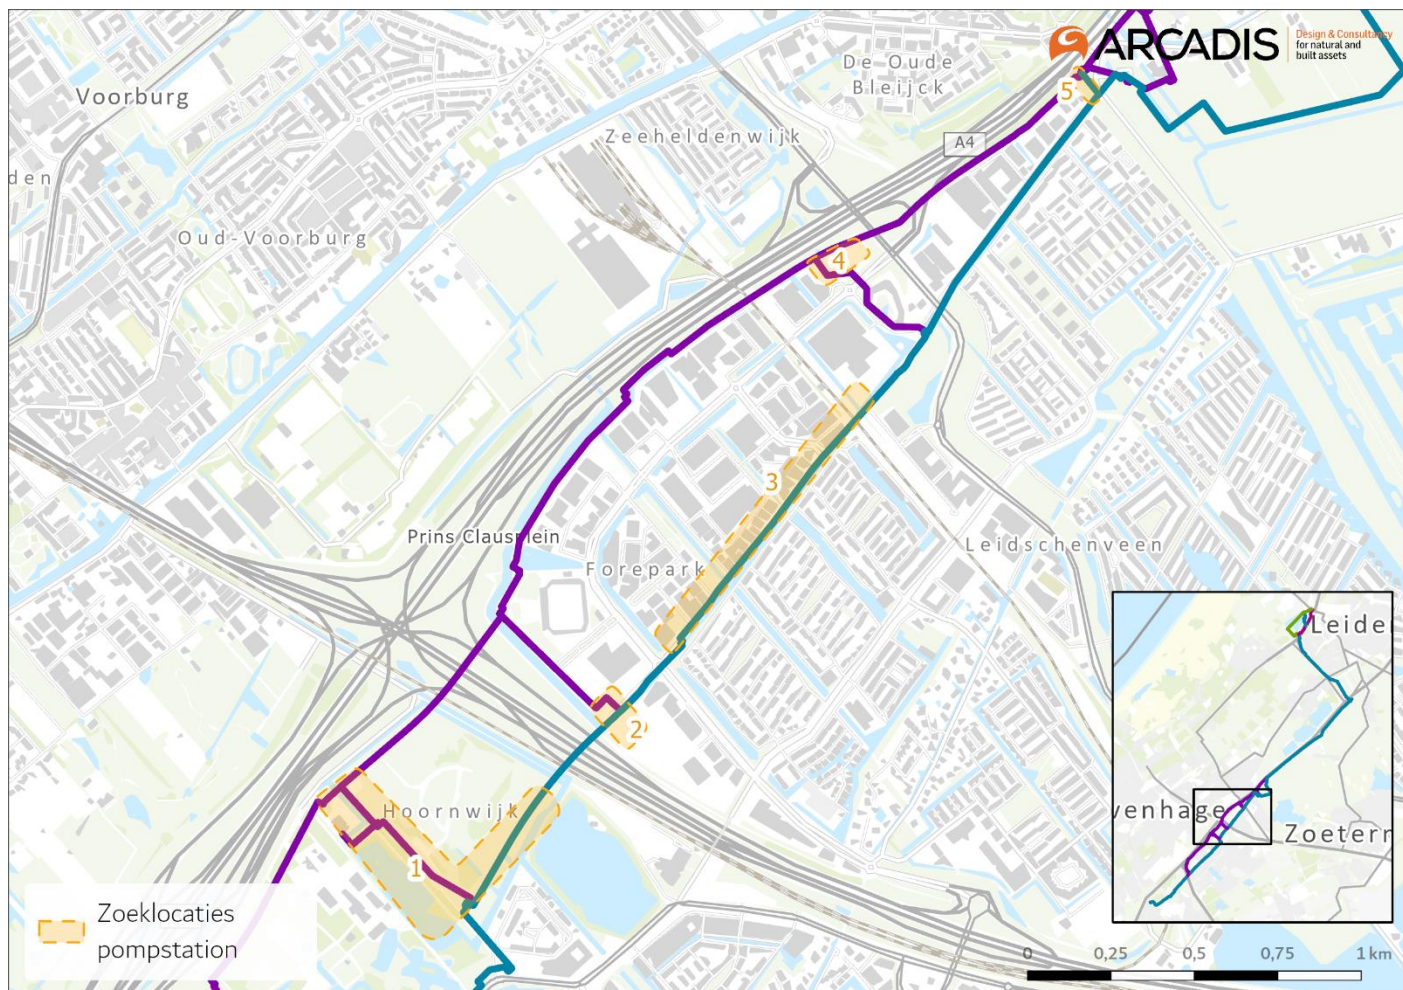 ARCADIS
Design & Consultancy
for natural and
built assets
De Oude
Bleijck
Voorburg
5
Zeeheldenwijk
A4
den
Oud-Voorburg
4
3
Prins Clausplein
Forepark
Leidschenveen
Leiden
2
Hoornwijk
venhage
Zoeterm
1
Zoeklocaties
pompstation
0 0,25 0,5 0,75 1 km